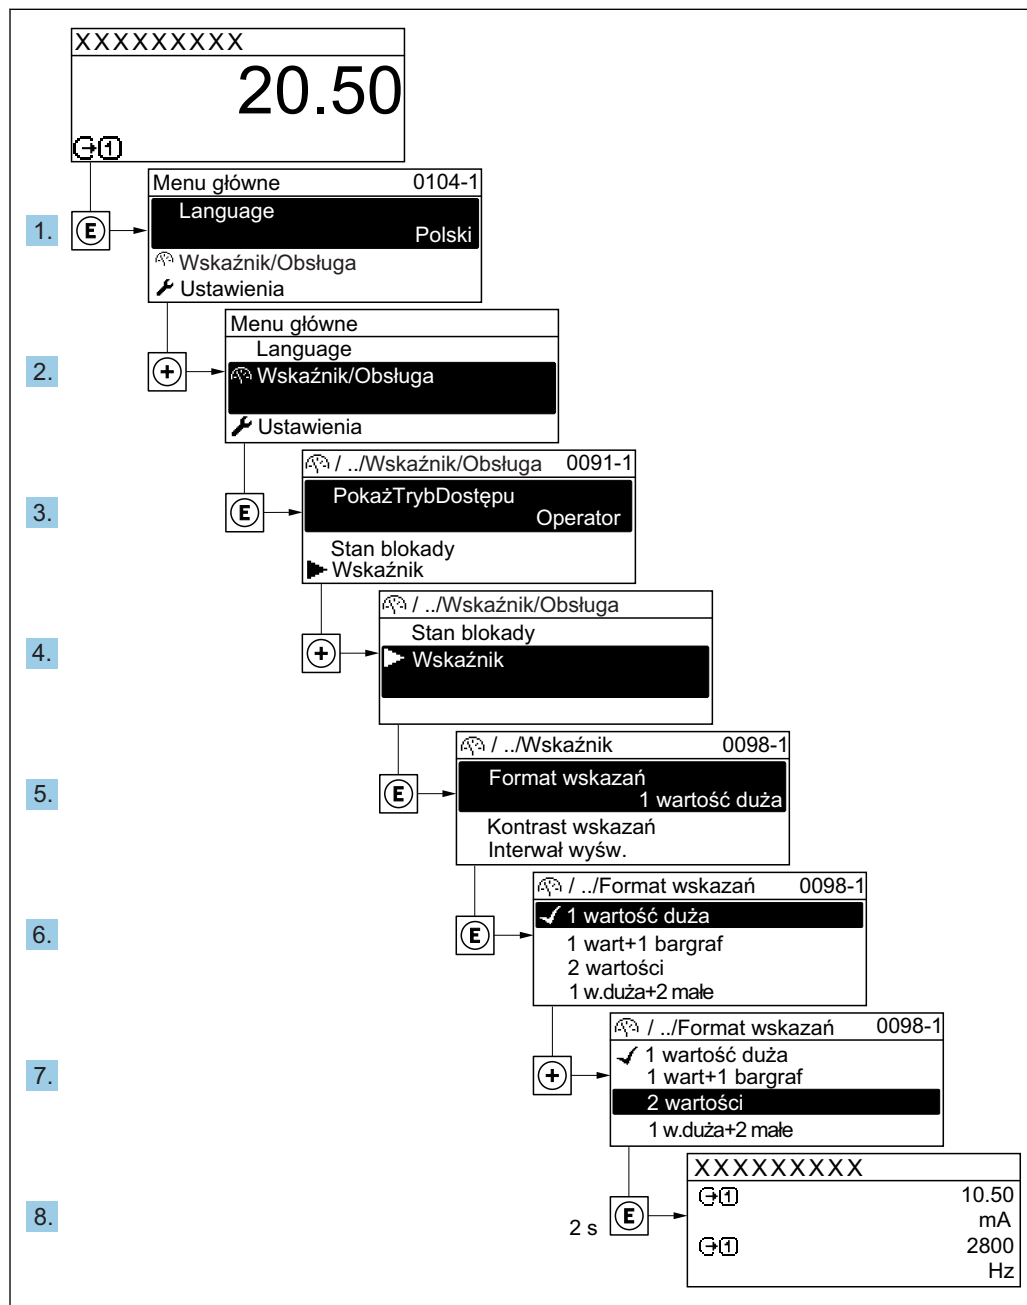 XXXXXXXXX
20.50
1
Menu główne 0104-1
Language
Polski
Wskaźnik/Obsługa
Ustawienia
1. E
Menu główne
Language
Wskaźnik/Obsługa
Ustawienia
2. +
/ ../Wskaźnik/Obsługa 0091-1
PokażTrybDostępu
Operator
Stan blokady
Wskaźnik
3. E
/ ../Wskaźnik/Obsługa
Stan blokady
Wskaźnik
4. +
/ ../Wskaźnik 0098-1
Format wskazań
1 wartość duża
Kontrast wskazań
Interwał wyśw.
5. E
/ ../Format wskazań 0098-1
1 wartość duża
1 wart+1 bargraf
2 wartości
1 w.duża+2 małe
6. E
/ ../Format wskazań 0098-1
1 wartość duża
1 wart+1 bargraf
2 wartości
1 w.duża+2 małe
7. +
XXXXXXXXX
1 10.50
mA
1 2800
Hz
8. 2 s E